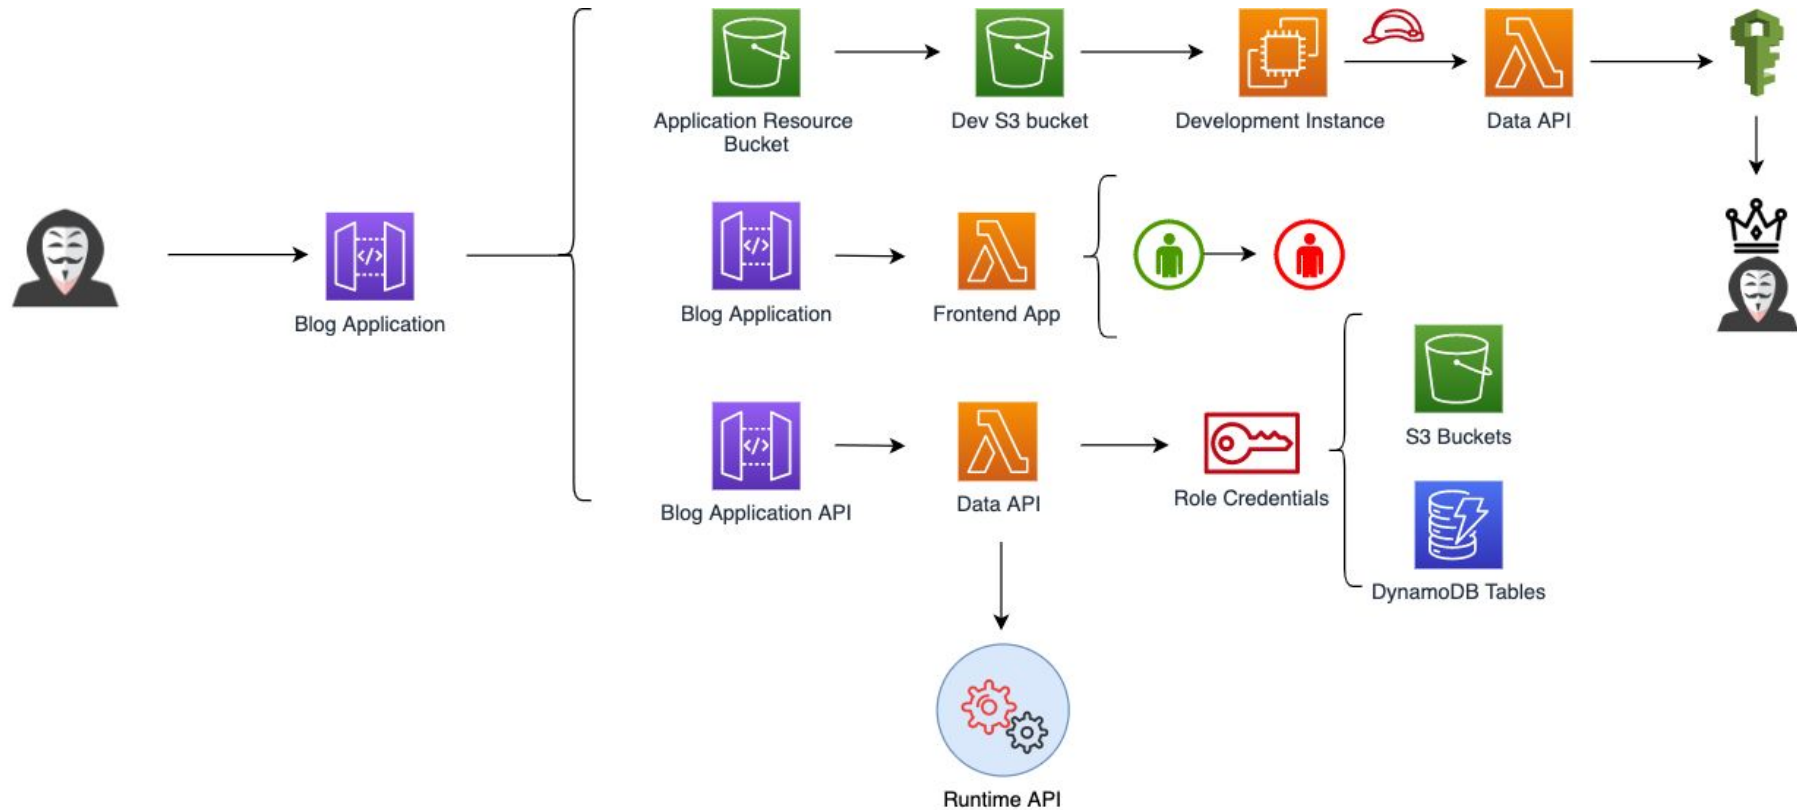 Application Resource
Bucket
Dev S3 bucket
Development Instance
Data API
Blog Application
</>
Blog Application
</>
Frontend App
Blog Application API
</>
Data API
Role Credentials
S3 Buckets
DynamoDB Tables
Runtime API